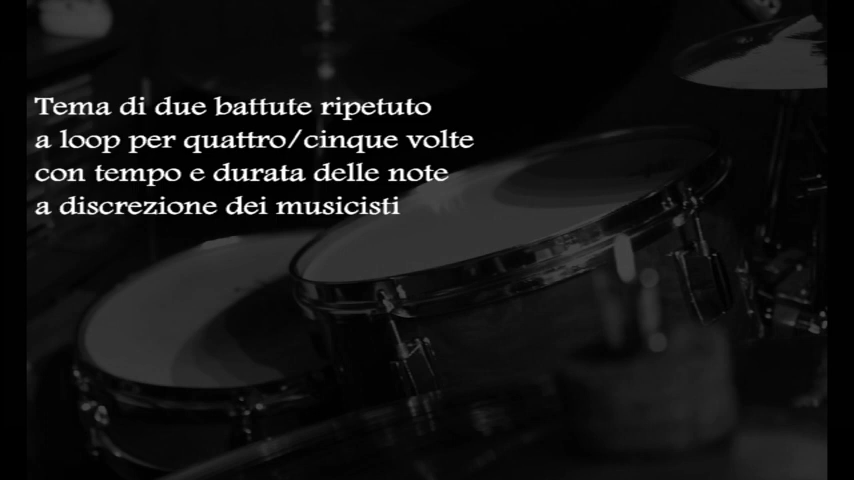 Tema di due battute ripetuto
a loop per quattro/cinque volte
con tempo e durata delle note
a discrezione dei musicisti